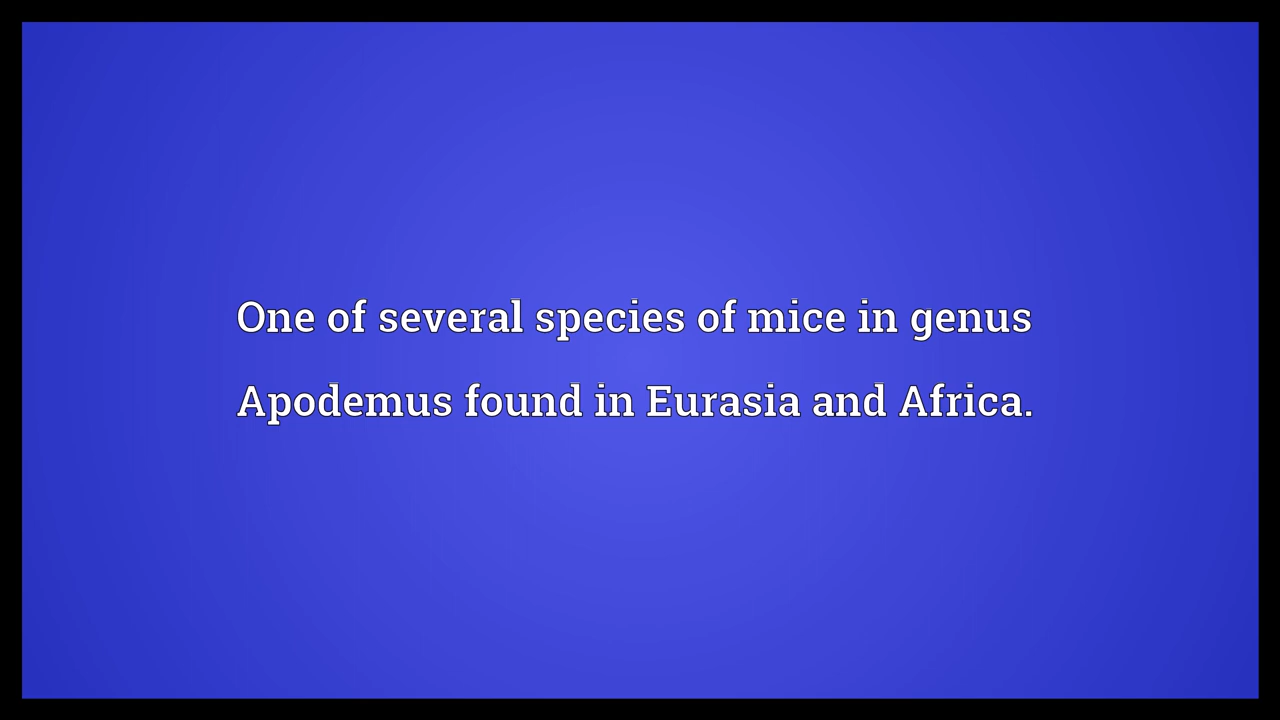 One of several species of mice in genus
Apodemus found in Eurasia and Africa.